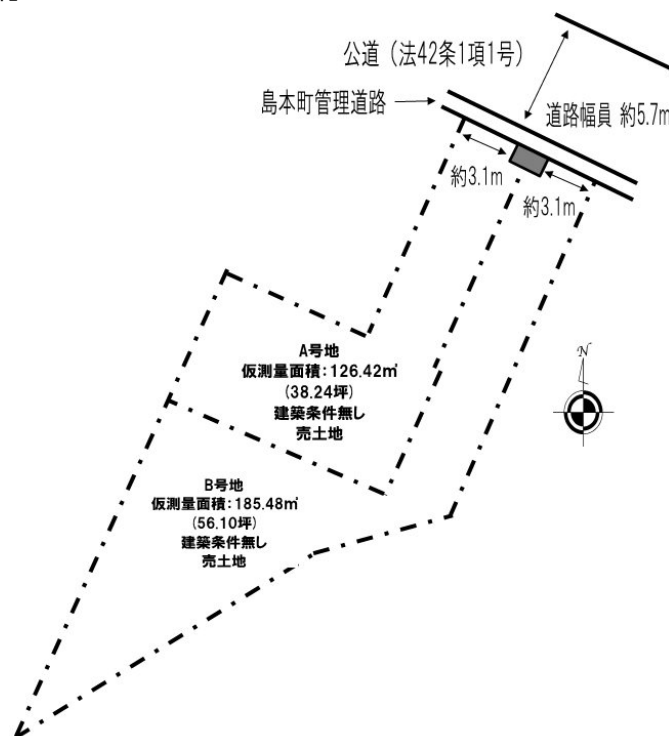 公道（法42条1項1号）
島本町管理道路
道路幅員 約5.7m
約3.1m
約3.1m
N
A号地
仮測量面積：126.42㎡
(38.24坪)
建築条件無し
売土地
B号地
仮測量面積：185.48㎡
(56.10坪)
建築条件無し
売土地